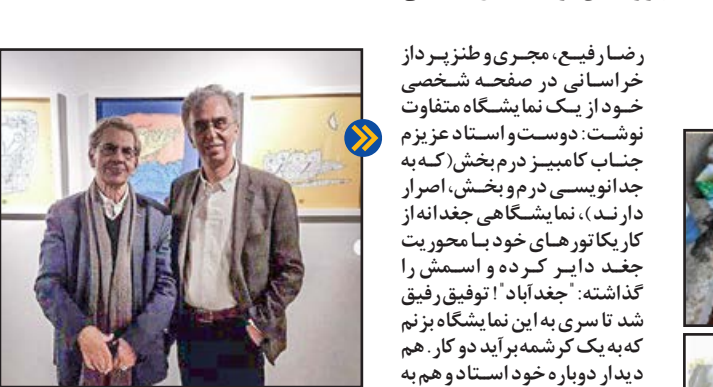 رضا رفیع، مجری و طنزپرداز
خراسانی در صفحه شخصی
خود از یک نمایشگاه متفاوت
نوشت: دوست و استاد عزیزم
جناب کامبیز درم‌بخش (که به
جدانویسی درم و بخش، اصرار
دارند)، نمایشگاهی جغدانه از
کاریکاتورهای خود با محوریت
جغد دایر کرده و اسمش را
گذاشته: "جغدآباد"! توفیق رفیق
شد تا سری به این نمایشگاه بزنم
که به یک کرشمه برآید دو کار. هم
دیدار دوباره خود استاد و هم به